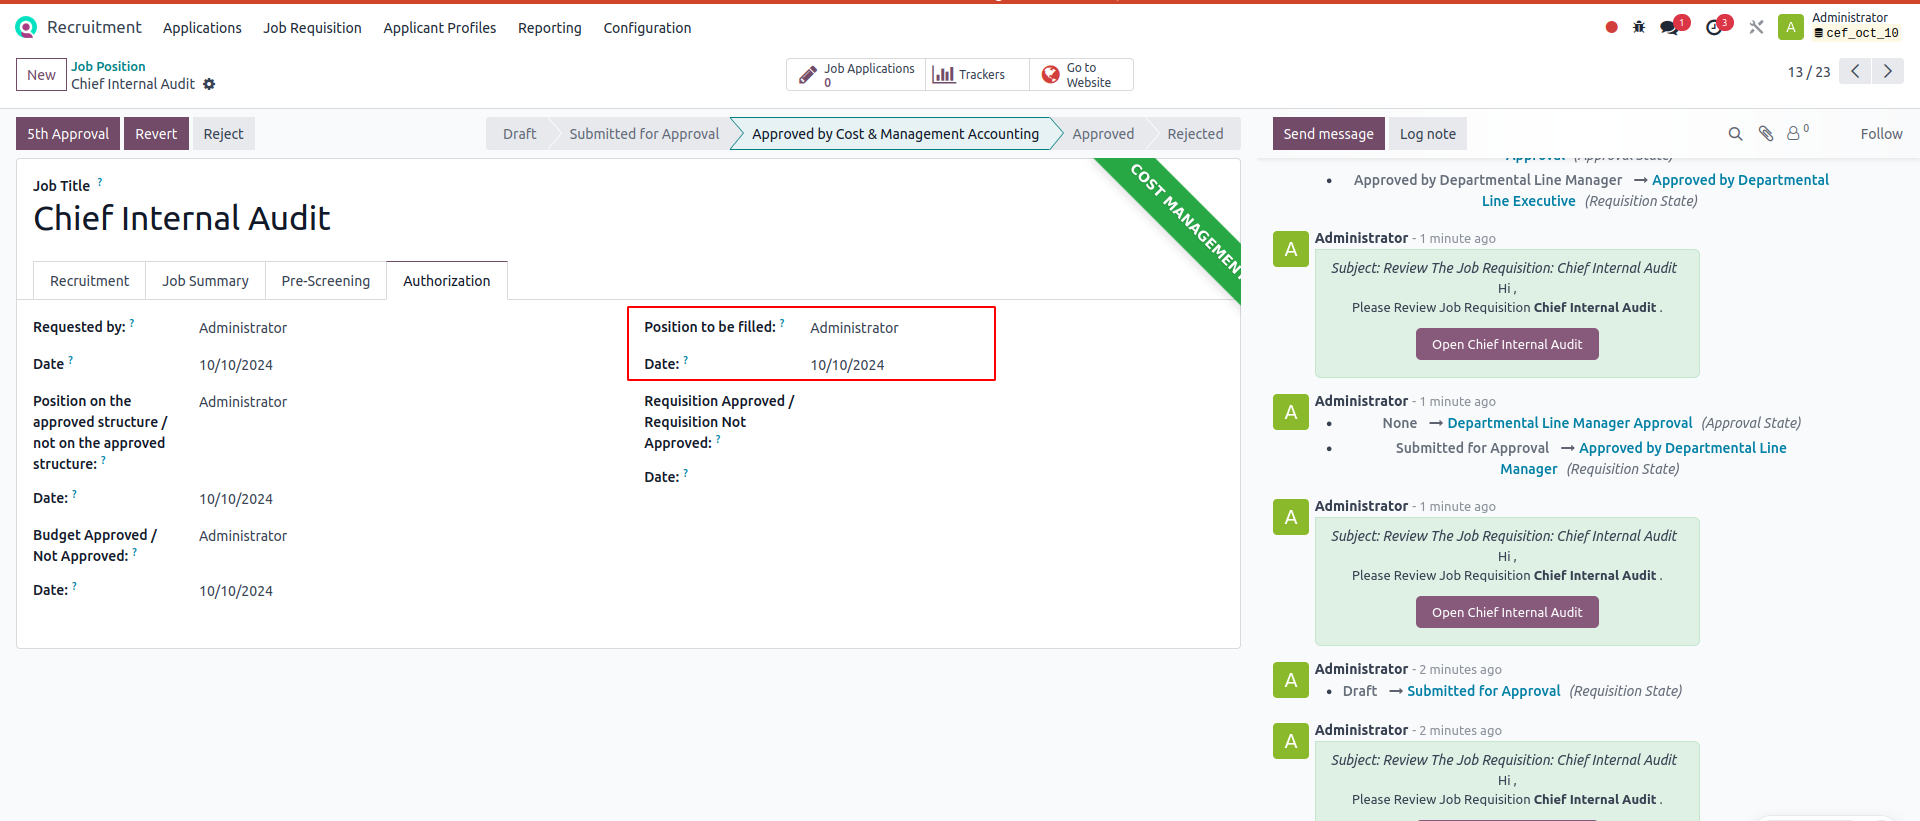 Recruitment Applications Job Requisition Applicant Profiles Reporting Configuration
1 3 A Administrator
cef_oct_10
New Job Position
Chief Internal Audit
Job Applications
0
Trackers
Go to
Website
13 / 23
5th Approval Revert Reject
Draft Submitted for Approval Approved by Cost & Management Accounting Approved Rejected
Send message Log note 0 Follow
COST MANAGEMENT
Job Title ?
Chief Internal Audit
Recruitment Job Summary Pre-Screening Authorization
Requested by: ? Administrator
Date ? 10/10/2024
Position on the
approved structure /
not on the approved
structure: ?
Administrator
Date: ? 10/10/2024
Budget Approved /
Not Approved: ?
Administrator
Date: ? 10/10/2024
Position to be filled: ? Administrator
Date: ? 10/10/2024
Requisition Approved /
Requisition Not
Approved: ?
Date: ?
Approval (Approval State)
Approved by Departmental Line Manager → Approved by Departmental
Line Executive (Requisition State)
A Administrator - 1 minute ago
Subject: Review The Job Requisition: Chief Internal Audit
Hi ,
Please Review Job Requisition Chief Internal Audit .
Open Chief Internal Audit
A Administrator - 1 minute ago
None → Departmental Line Manager Approval (Approval State)
Submitted for Approval → Approved by Departmental Line
Manager (Requisition State)
A Administrator - 1 minute ago
Subject: Review The Job Requisition: Chief Internal Audit
Hi ,
Please Review Job Requisition Chief Internal Audit .
Open Chief Internal Audit
A Administrator - 2 minutes ago
Draft → Submitted for Approval (Requisition State)
A Administrator - 2 minutes ago
Subject: Review The Job Requisition: Chief Internal Audit
Hi ,
Please Review Job Requisition Chief Internal Audit .